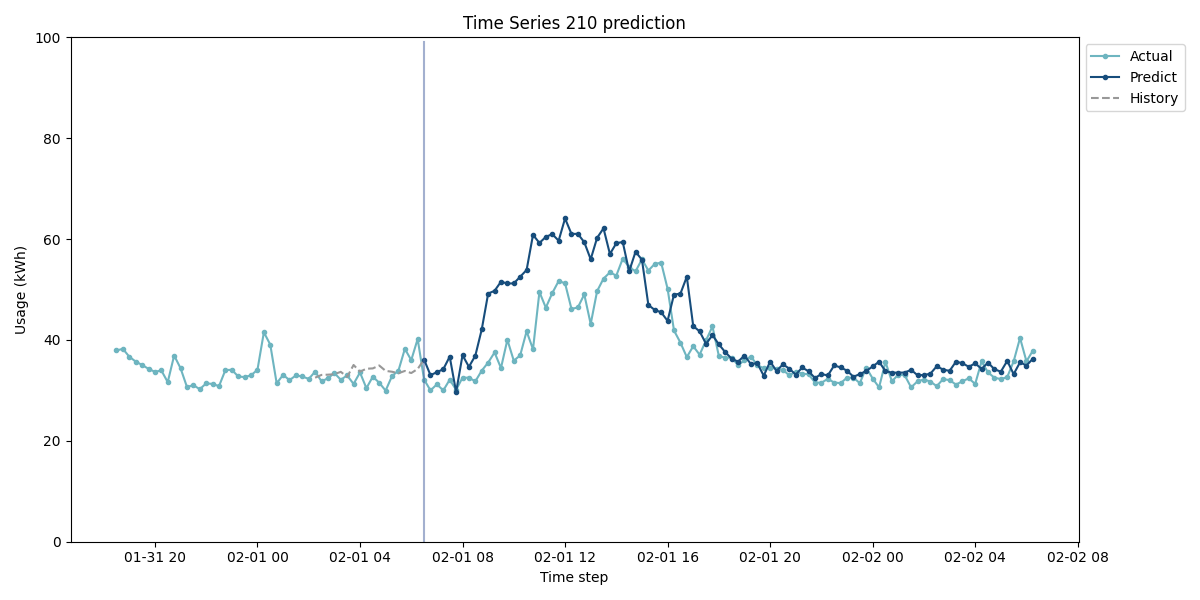 Time Series 210 prediction
100
80
60
40
20
0
Usage (kWh)
01-31 20
02-01 00
02-01 04
02-01 08
02-01 12
02-01 16
02-01 20
02-02 00
02-02 04
02-02 08
Time step
Actual
Predict
History